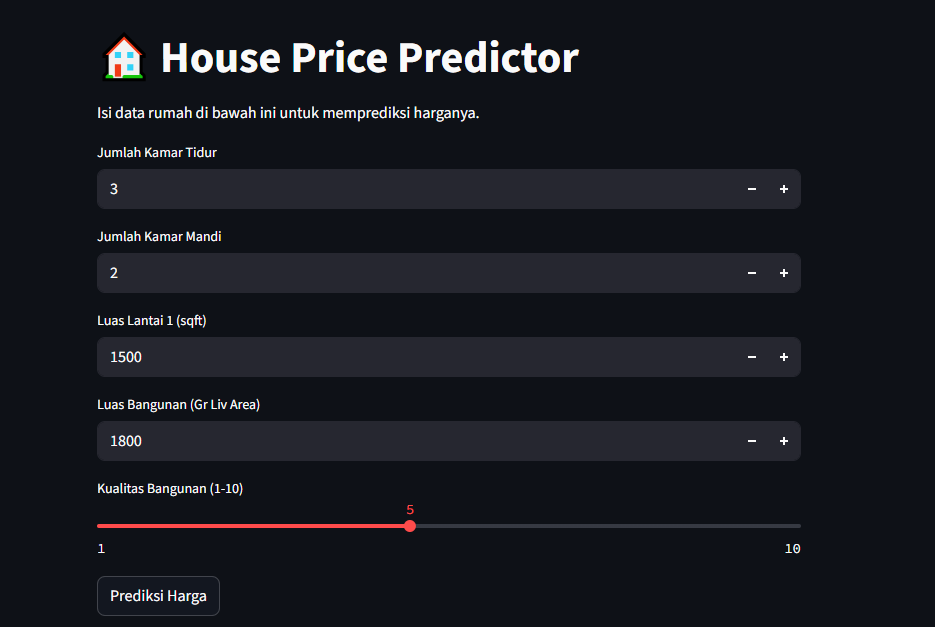 House Price Predictor
Isi data rumah di bawah ini untuk memprediksi harganya.
Jumlah Kamar Tidur
3
Jumlah Kamar Mandi
2
Luas Lantai 1 (sqft)
1500
Luas Bangunan (Gr Liv Area)
1800
Kualitas Bangunan (1-10)
5
1 10
Prediksi Harga